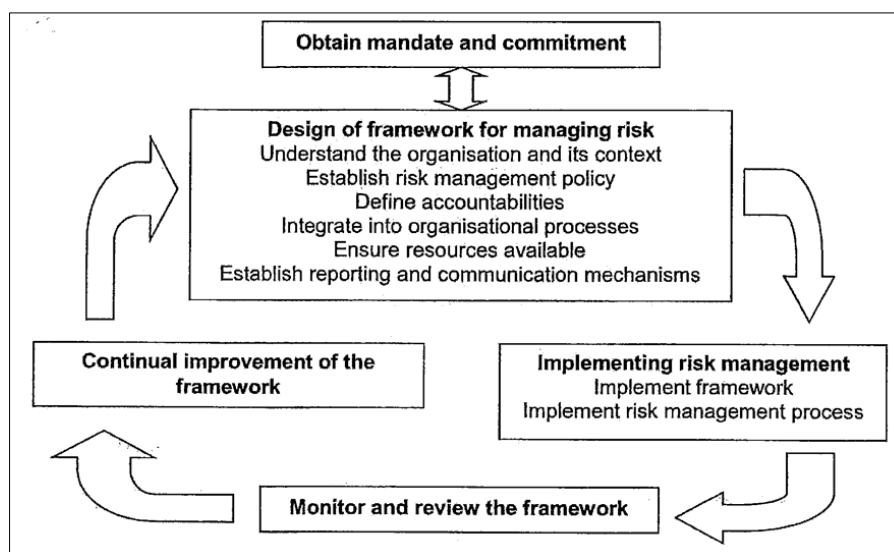 Obtain mandate and commitment
Design of framework for managing risk
Understand the organisation and its context
Establish risk management policy
Define accountabilities
Integrate into organisational processes
Ensure resources available
Establish reporting and communication mechanisms
Continual improvement of the
framework
Implementing risk management
Implement framework
Implement risk management process
Monitor and review the framework